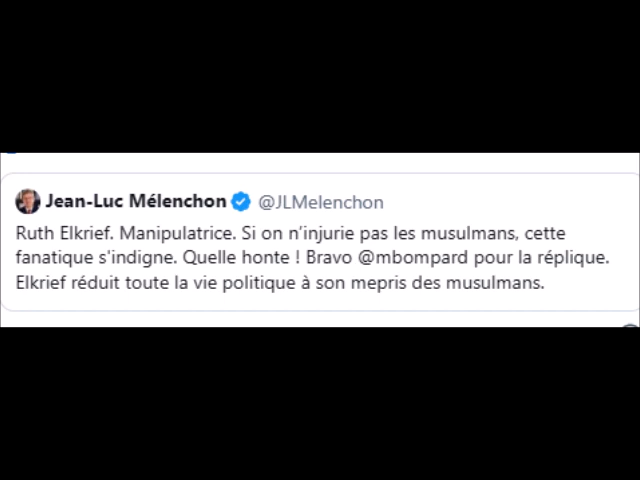 Jean-Luc Mélenchon @JLMelenchon
Ruth Elkrief. Manipulatrice. Si on n’injurie pas les musulmans, cette
fanatique s'indigne. Quelle honte ! Bravo @mbompard pour la réplique.
Elkrief réduit toute la vie politique à son mepris des musulmans.